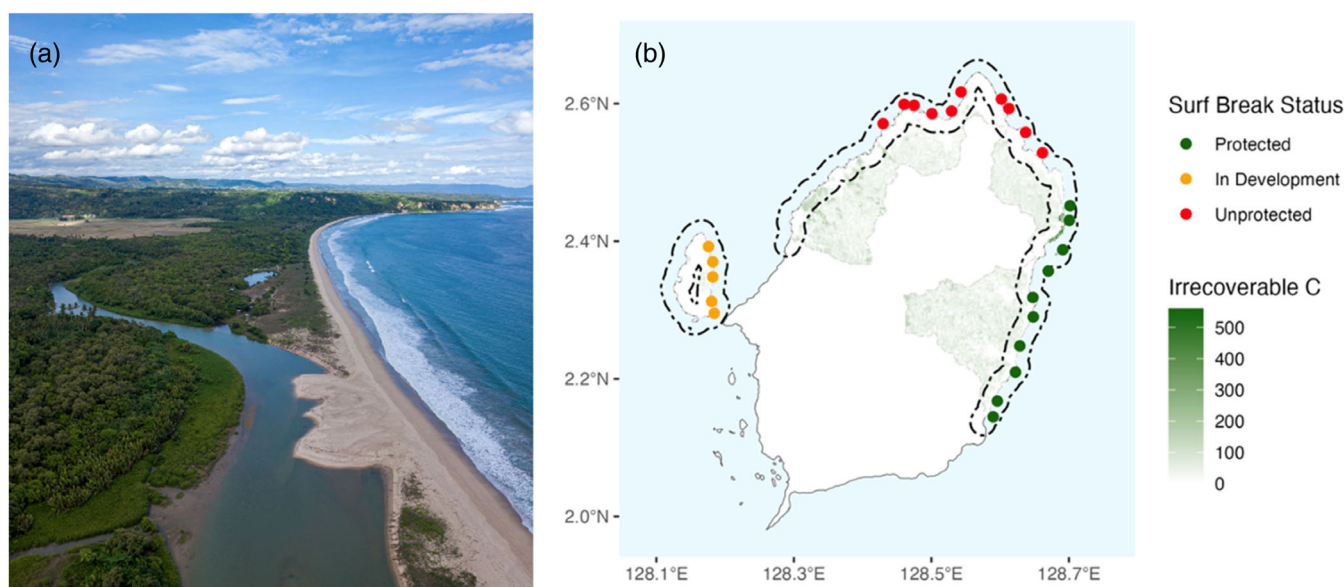 (a)
(b)
2.6°N
2.4°N
2.2°N
2.0°N
128.1°E
128.3°E
128.5°E
128.7°E
Surf Break Status
Protected
In Development
Unprotected
Irrecoverable C
500
400
300
200
100
0